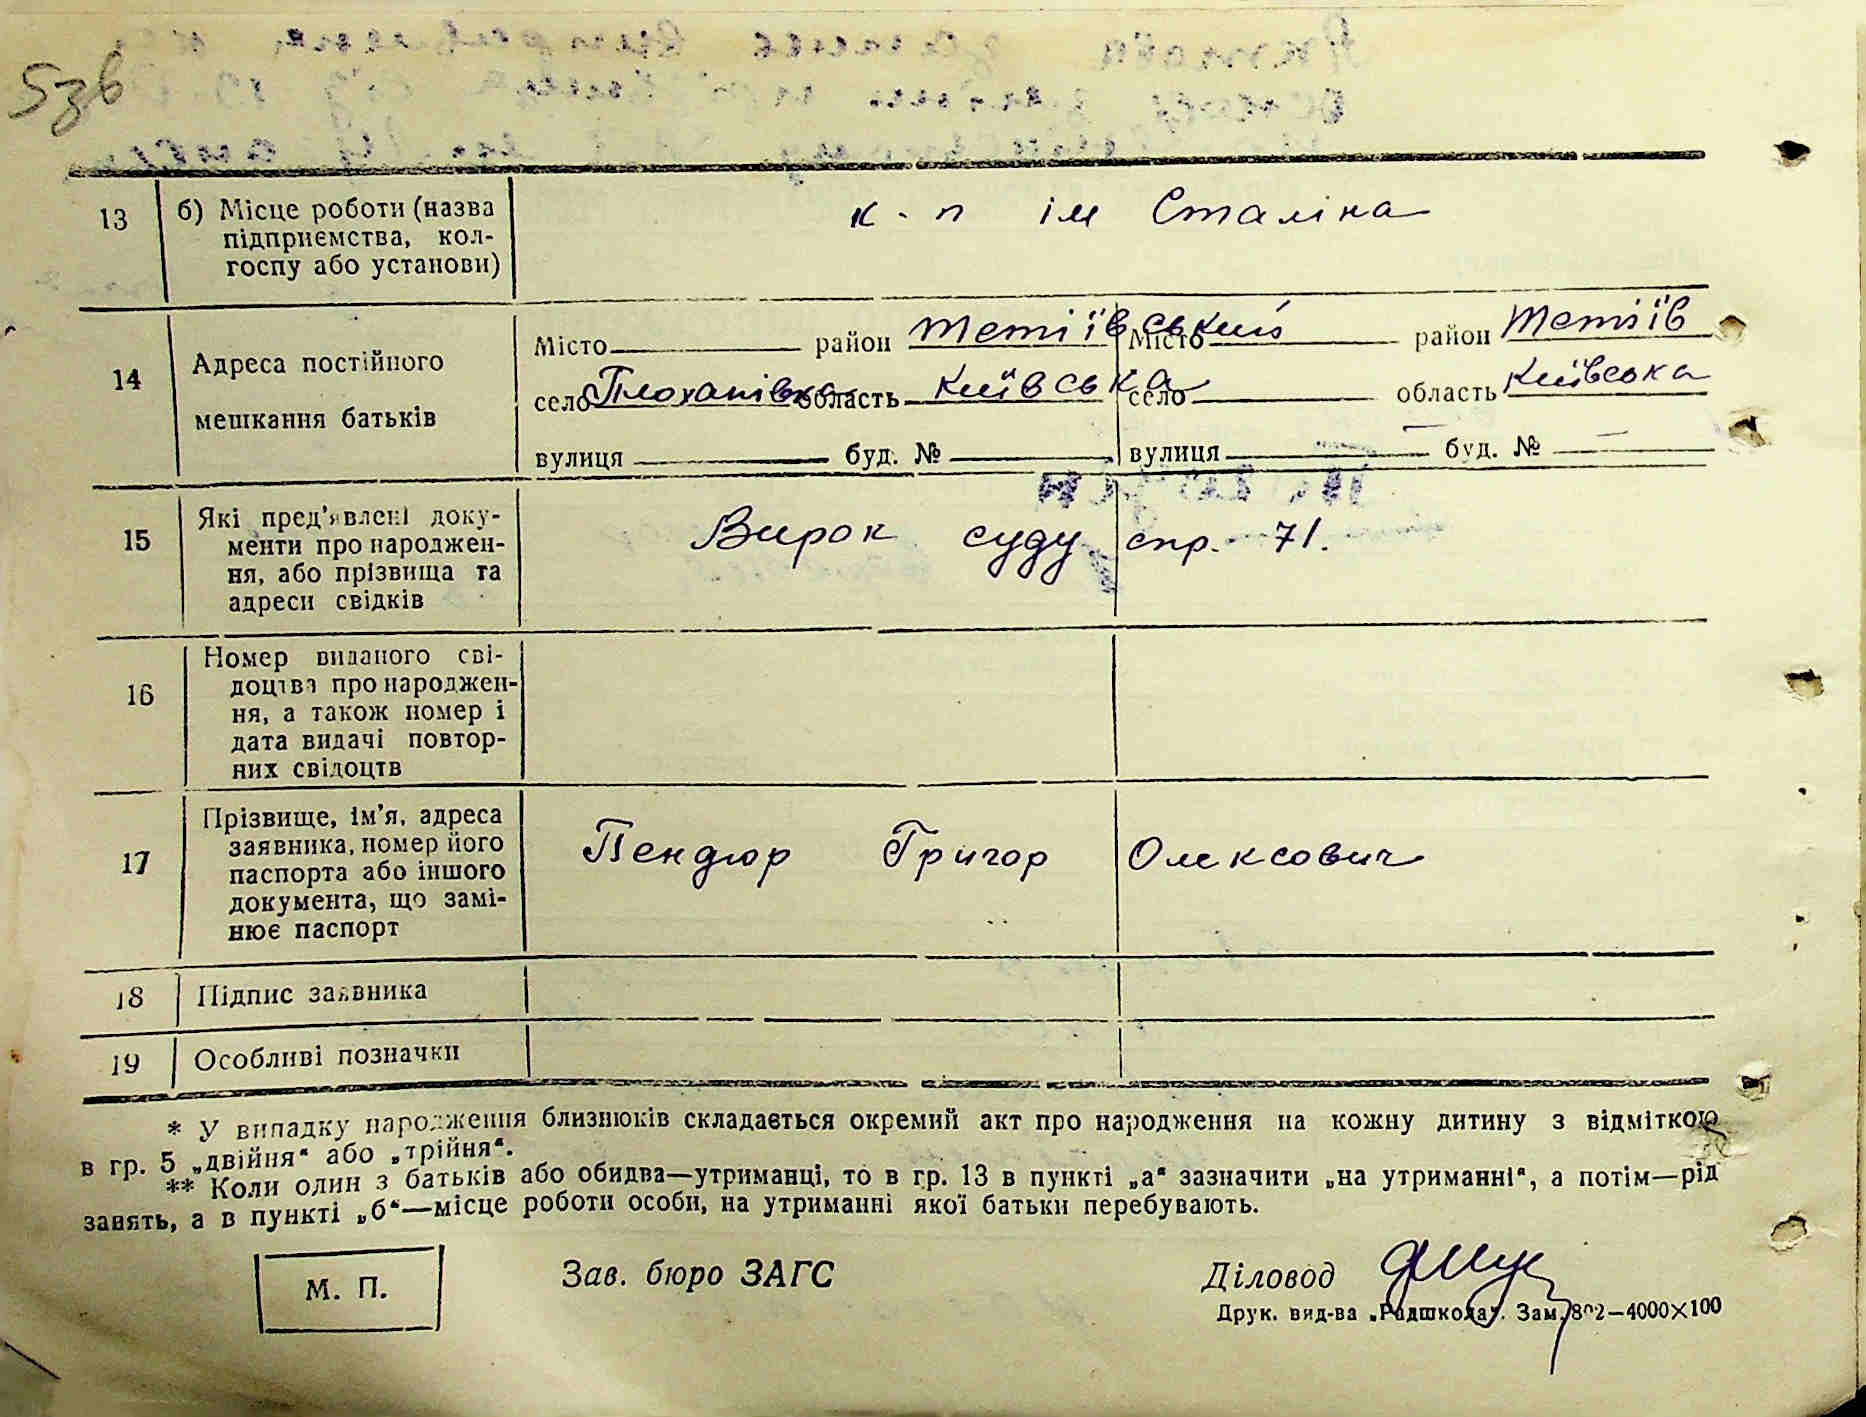 5зв
13 б) Місце роботи (назва
підприємства, кол-
госпу або установи)
к-п ім Сталіна
14 Адреса постійного
мешкання батьків
Місто район Тетіївський Місто район Тетіїв
село Плоханівка область Київська село область Київська
вулиця — буд. № вулиця — буд. № —
15 Які пред'явлені доку-
менти про народжен-
ня, або прізвища та
адреси свідків
Вирок суду спр. 71.
16 Номер виданого сві-
доцтва про народжен-
ня, а також номер і
дата видачі повтор-
них свідоцтв
17 Прізвище, ім'я, адреса
заявника, номер його
паспорта або іншого
документа, що замі-
нює паспорт
Пендюр Григор Олексович
18 Підпис заявника
19 Особливі позначки
* У випадку народження близнюків складається окремий акт про народження на кожну дитину з відміткою
в гр. 5 „двійня“ або „трійня“.
** Коли один з батьків або обидва—утриманці, то в гр. 13 в пункті „а“ зазначити „на утриманні“, а потім—рід
занять, а в пункті „б“—місце роботи особи, на утриманні якої батьки перебувають.
М. П.
Зав. бюро ЗАГС
Діловод
Друк. вид-ва „Радшкода“. Зам. 802—4000×100